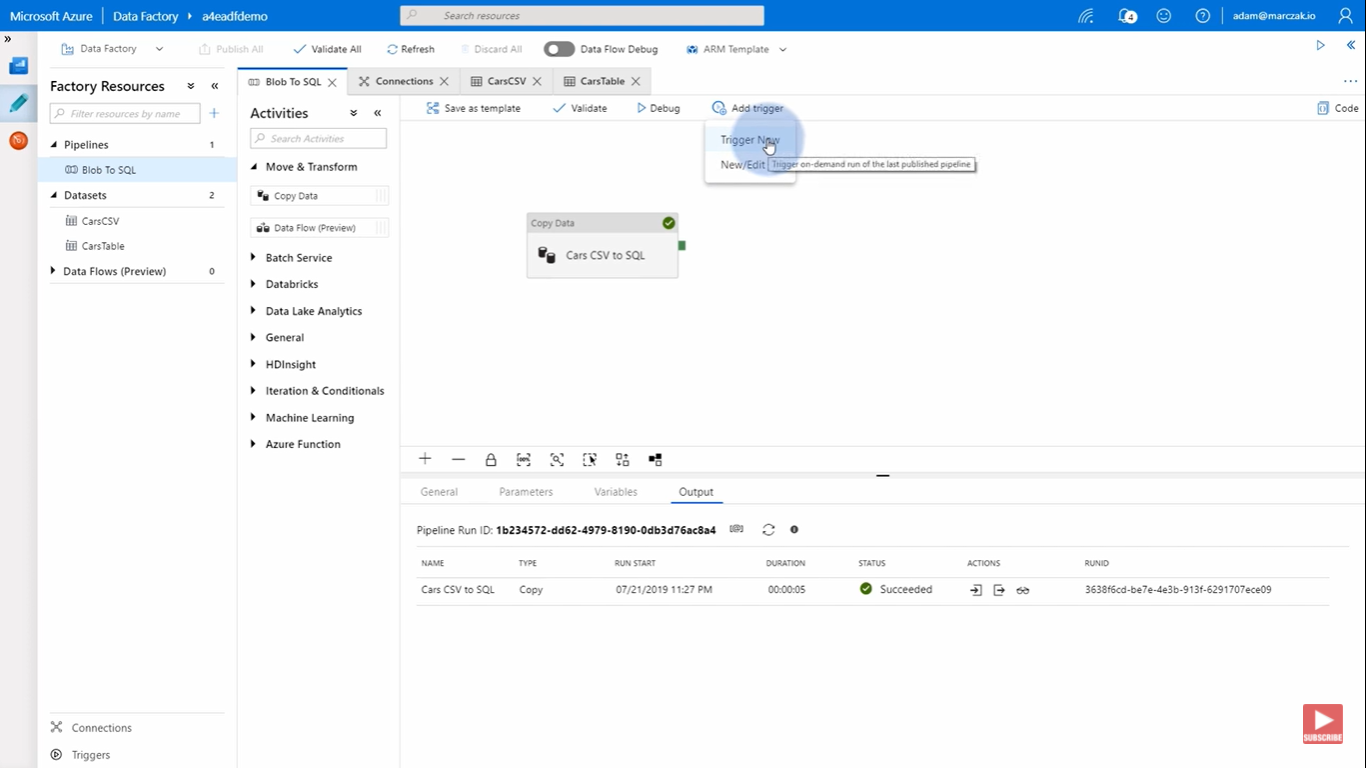 Microsoft Azure Data Factory a4eadfdemo Search resources 4 adam@marczak.io
» Data Factory Publish All Validate All Refresh Discard All Data Flow Debug ARM Template «
Factory Resources » «
Filter resources by name +
Pipelines 1
Blob To SQL
Datasets 2
CarsCSV
CarsTable
Data Flows (Preview) 0
Connections
Triggers
Blob To SQL Connections CarsCSV CarsTable ...
Activities » «
Search Activities
Move & Transform
Copy Data
Data Flow (Preview)
Batch Service
Databricks
Data Lake Analytics
General
HDInsight
Iteration & Conditionals
Machine Learning
Azure Function
Save as template Validate Debug Add trigger Code
Trigger Now
New/Edit Trigger on-demand run of the last published pipeline
Copy Data
Cars CSV to SQL
100%
General Parameters Variables Output
Pipeline Run ID: 1b234572-dd62-4979-8190-0db3d76ac8a4
NAME TYPE RUN START DURATION STATUS ACTIONS RUNID
Cars CSV to SQL Copy 07/21/2019 11:27 PM 00:00:05 Succeeded 3638f6cd-be7e-4e3b-913f-6291707ece09
SUBSCRIBE